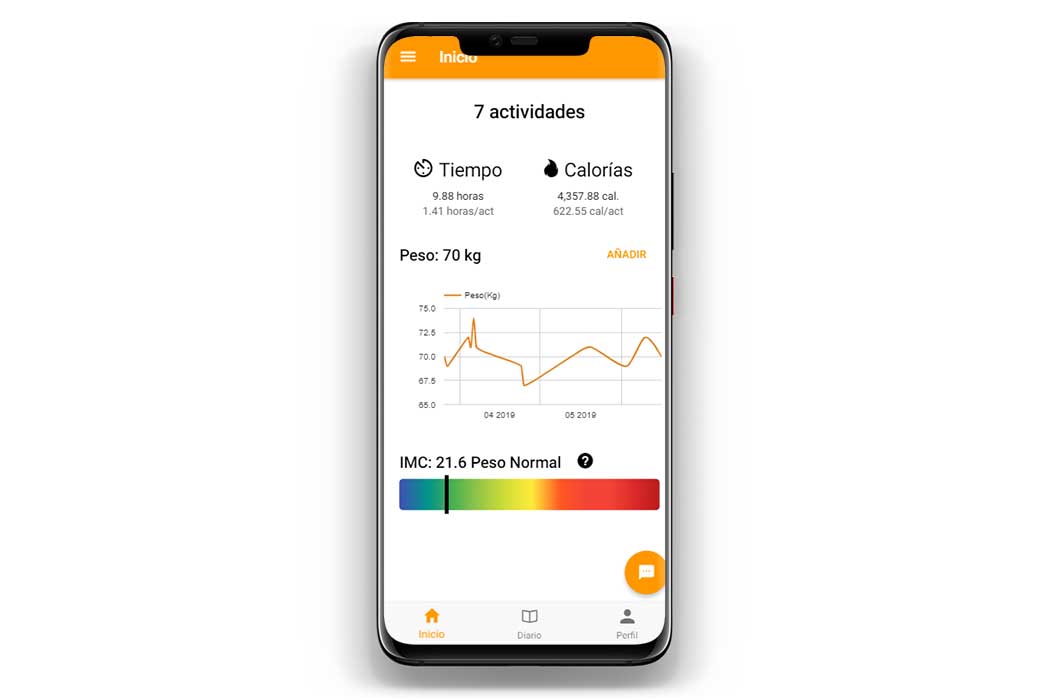 Inicio
7 actividades
Tiempo
Calorías
9.88 horas
4,357.88 cal.
1.41 horas/act
622.55 cal/act
Peso: 70 kg
AÑADIR
Peso(Kg)
75.0
72.5
70.0
67.5
65.0
04 2019
05 2019
IMC: 21.6 Peso Normal
?
Inicio
Diario
Perfil